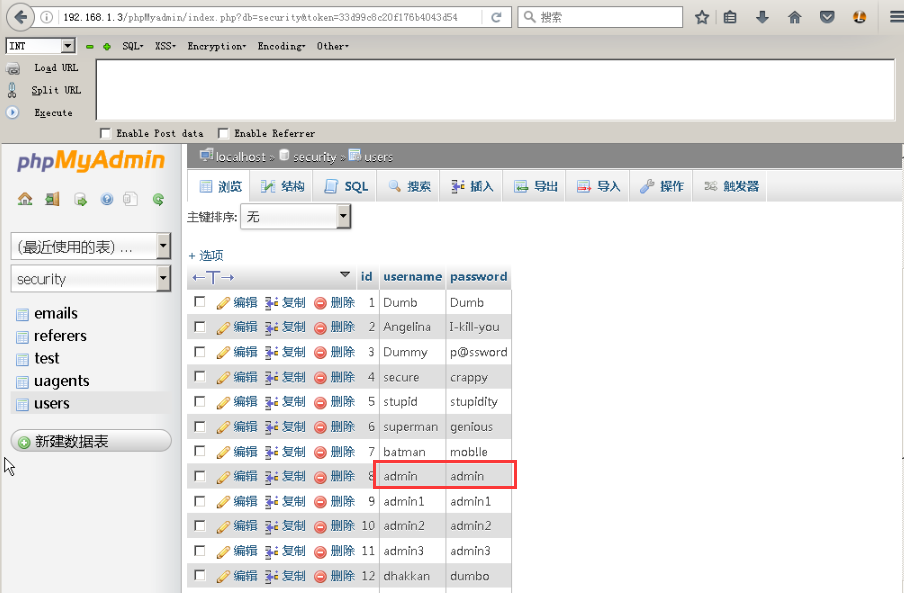 192.168.1.3/phpMyadmin/index.php?db=security&token=33d99c8c20f176b4043d54
搜索
INT SQL XSS Encryption Encoding Other
Load URL
Split URL
Execute
Enable Post data Enable Referrer
phpMyAdmin
(最近使用的表) ...
security
emails
referers
test
uagents
users
新建数据表
localhost » security » users
浏览 结构 SQL 搜索 插入 导出 导入 操作 触发器
主键排序: 无
+ 选项
←T→ id username password
编辑 复制 删除 1 Dumb Dumb
编辑 复制 删除 2 Angelina I-kill-you
编辑 复制 删除 3 Dummy p@ssword
编辑 复制 删除 4 secure crappy
编辑 复制 删除 5 stupid stupidity
编辑 复制 删除 6 superman genious
编辑 复制 删除 7 batman mob!le
编辑 复制 删除 8 admin admin
编辑 复制 删除 9 admin1 admin1
编辑 复制 删除 10 admin2 admin2
编辑 复制 删除 11 admin3 admin3
编辑 复制 删除 12 dhakkan dumbo